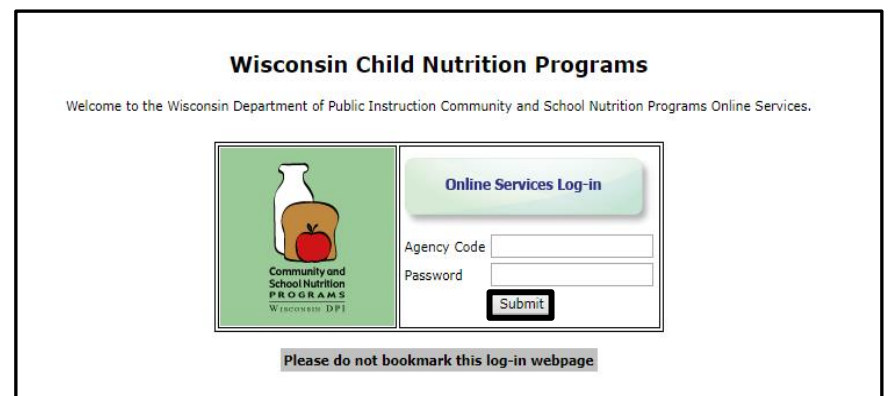 Wisconsin Child Nutrition Programs
Welcome to the Wisconsin Department of Public Instruction Community and School Nutrition Programs Online Services.
Community and
School Nutrition
PROGRAMS
WISCONSIN DPI
Online Services Log-in
Agency Code
Password
Submit
Please do not bookmark this log-in webpage